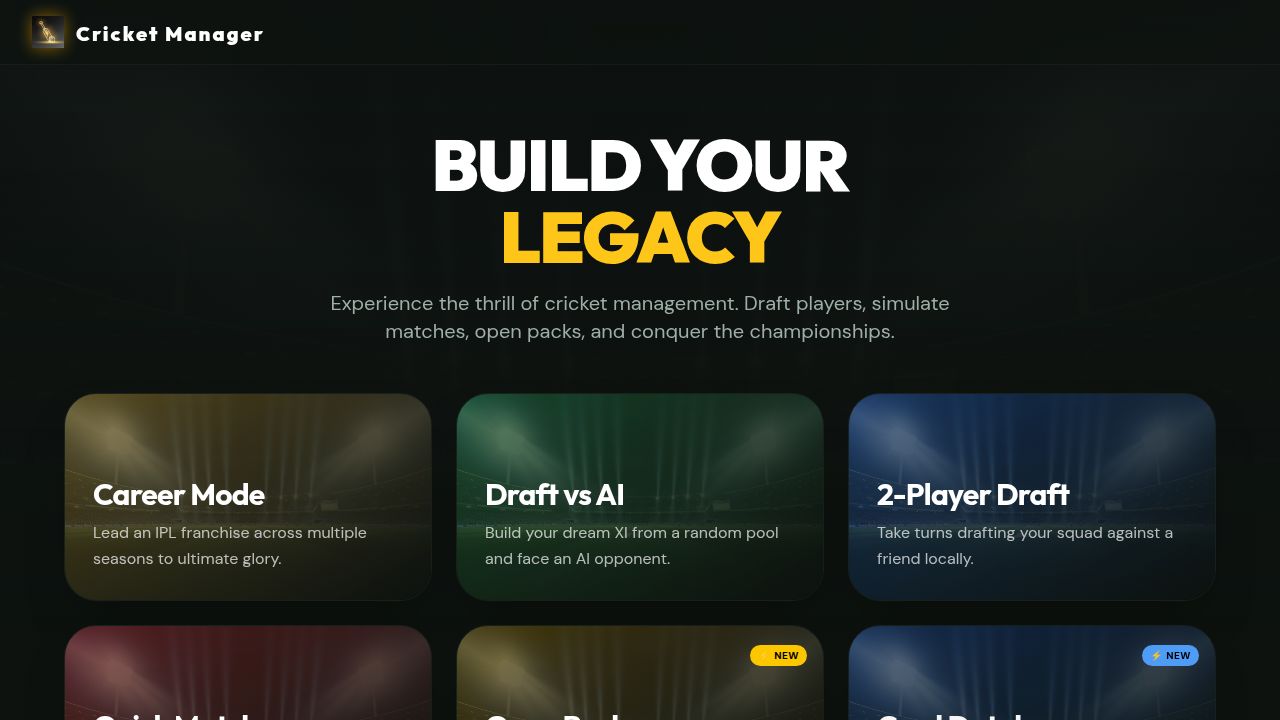 Cricket Manager
BUILD YOUR
LEGACY
Experience the thrill of cricket management. Draft players, simulate
matches, open packs, and conquer the championships.
Career Mode
Lead an IPL franchise across multiple
seasons to ultimate glory.
Draft vs AI
Build your dream XI from a random pool
and face an AI opponent.
2-Player Draft
Take turns drafting your squad against a
friend locally.
⚡ NEW
⚡ NEW